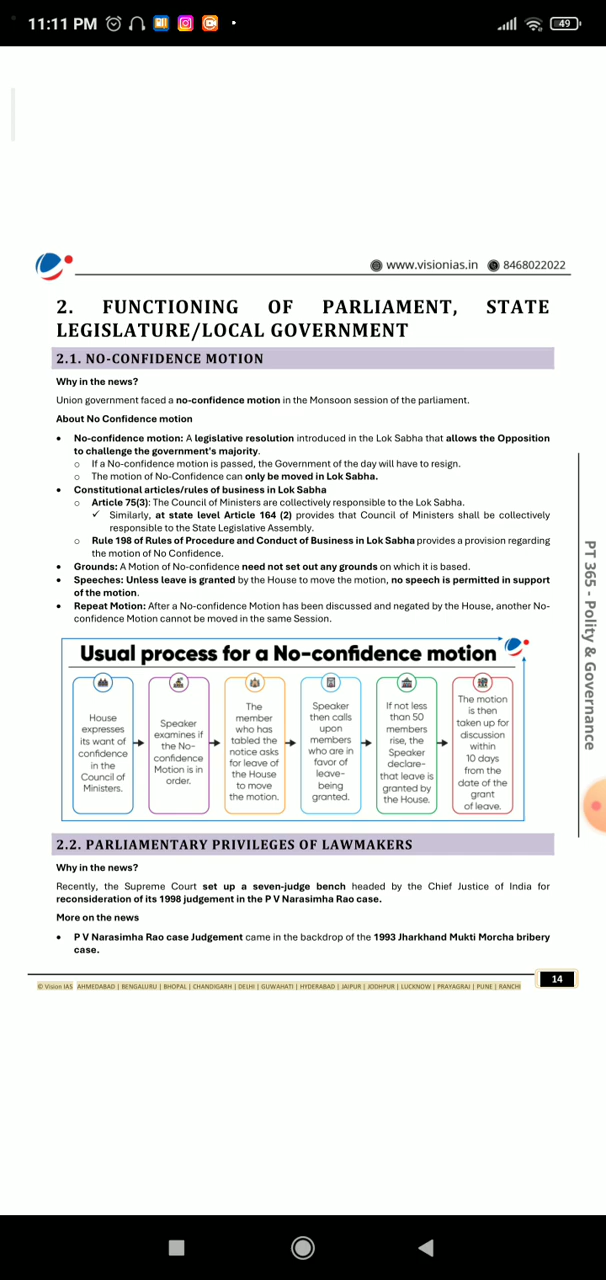 11:11 PM
49
www.visionias.in 8468022022
2. FUNCTIONING OF PARLIAMENT, STATE
LEGISLATURE/LOCAL GOVERNMENT
2.1. NO-CONFIDENCE MOTION
Why in the news?
Union government faced a no-confidence motion in the Monsoon session of the parliament.
About No Confidence motion
• No-confidence motion: A legislative resolution introduced in the Lok Sabha that allows the Opposition
to challenge the government's majority.
o If a No-confidence motion is passed, the Government of the day will have to resign.
o The motion of No-Confidence can only be moved in Lok Sabha.
• Constitutional articles/rules of business in Lok Sabha
o Article 75(3): The Council of Ministers are collectively responsible to the Lok Sabha.
✓ Similarly, at state level Article 164 (2) provides that Council of Ministers shall be collectively
responsible to the State Legislative Assembly.
o Rule 198 of Rules of Procedure and Conduct of Business in Lok Sabha provides a provision regarding
the motion of No Confidence.
• Grounds: A Motion of No-confidence need not set out any grounds on which it is based.
• Speeches: Unless leave is granted by the House to move the motion, no speech is permitted in support
of the motion.
• Repeat Motion: After a No-confidence Motion has been discussed and negated by the House, another No-
confidence Motion cannot be moved in the same Session.
Usual process for a No-confidence motion
House
expresses
its want of
confidence
in the
Council of
Ministers.
Speaker
examines if
the No-
confidence
Motion is in
order.
The
member
who has
tabled the
notice asks
for leave of
the House
to move
the motion.
Speaker
then calls
upon
members
who are in
favor of
leave-
being
granted.
If not less
than 50
members
rise, the
Speaker
declare-
that leave is
granted by
the House.
The motion
is then
taken up for
discussion
within
10 days
from the
date of the
grant
of leave.
2.2. PARLIAMENTARY PRIVILEGES OF LAWMAKERS
Why in the news?
Recently, the Supreme Court set up a seven-judge bench headed by the Chief Justice of India for
reconsideration of its 1998 judgement in the P V Narasimha Rao case.
More on the news
• P V Narasimha Rao case Judgement came in the backdrop of the 1993 Jharkhand Mukti Morcha bribery
case.
PT 365 - Polity & Governance
14
© Vision IAS AHMEDABAD | BENGALURU | BHOPAL | CHANDIGARH | DELHI | GUWAHATI | HYDERABAD | JAIPUR | JODHPUR | LUCKNOW | PRAYAGRAJ | PUNE | RANCHI